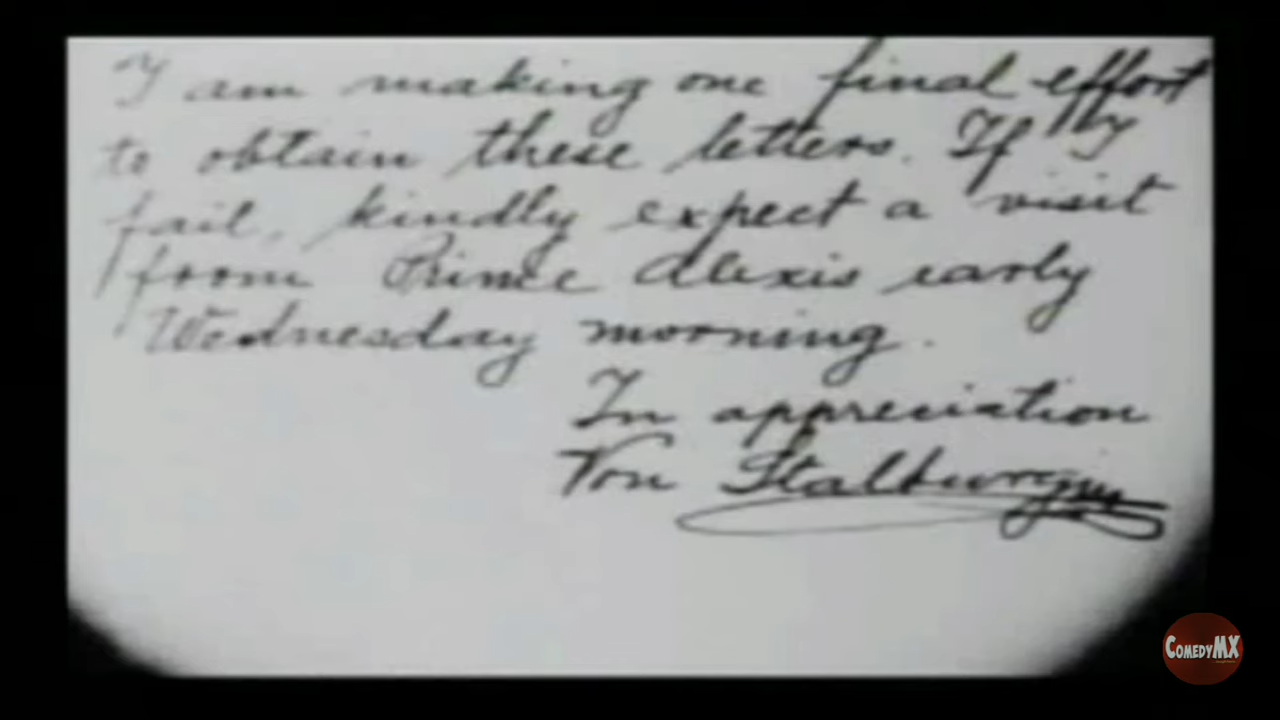 I am making one final effort
to obtain these letters. If I
fail, kindly expect a visit
from Prince Alexis early
Wednesday morning.
In appreciation
Von
COMEDYMX